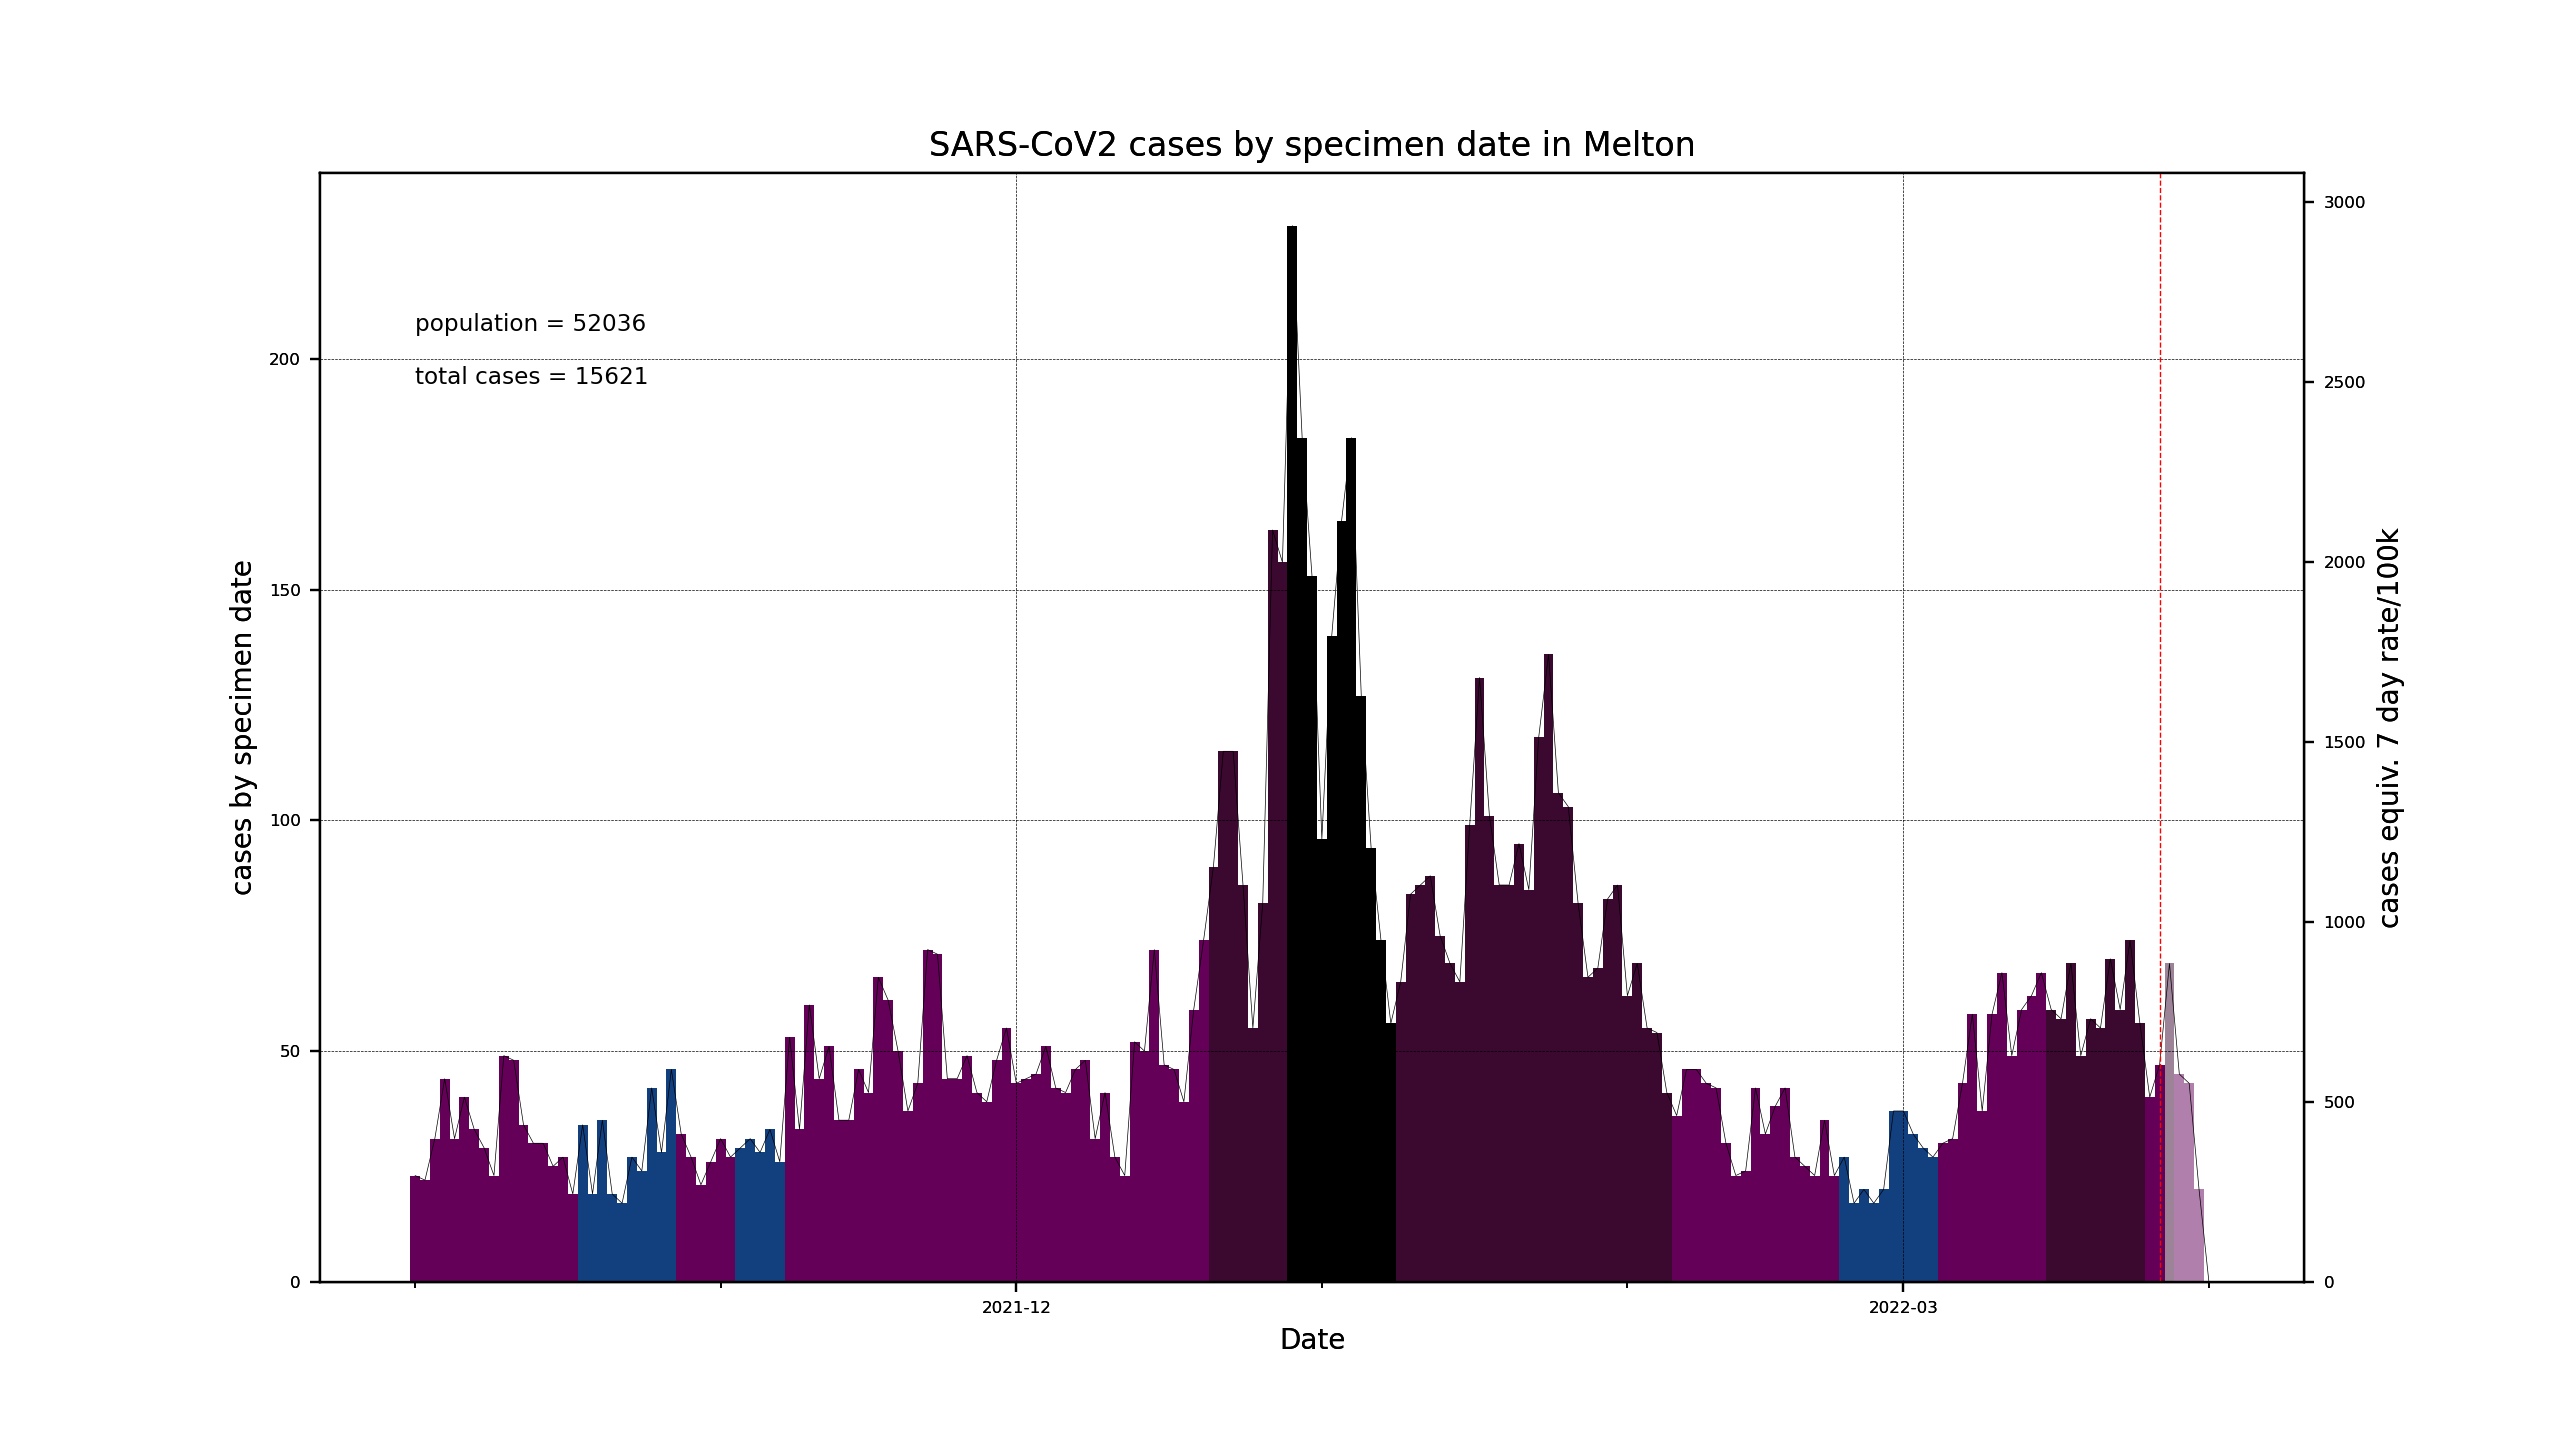 SARS-CoV2 cases by specimen date in Melton
population = 52036
total cases = 15621
cases by specimen date
200
150
100
50
0
3000
2500
2000
1500
1000
500
0
cases equiv. 7 day rate/100k
2021-12
2022-03
Date